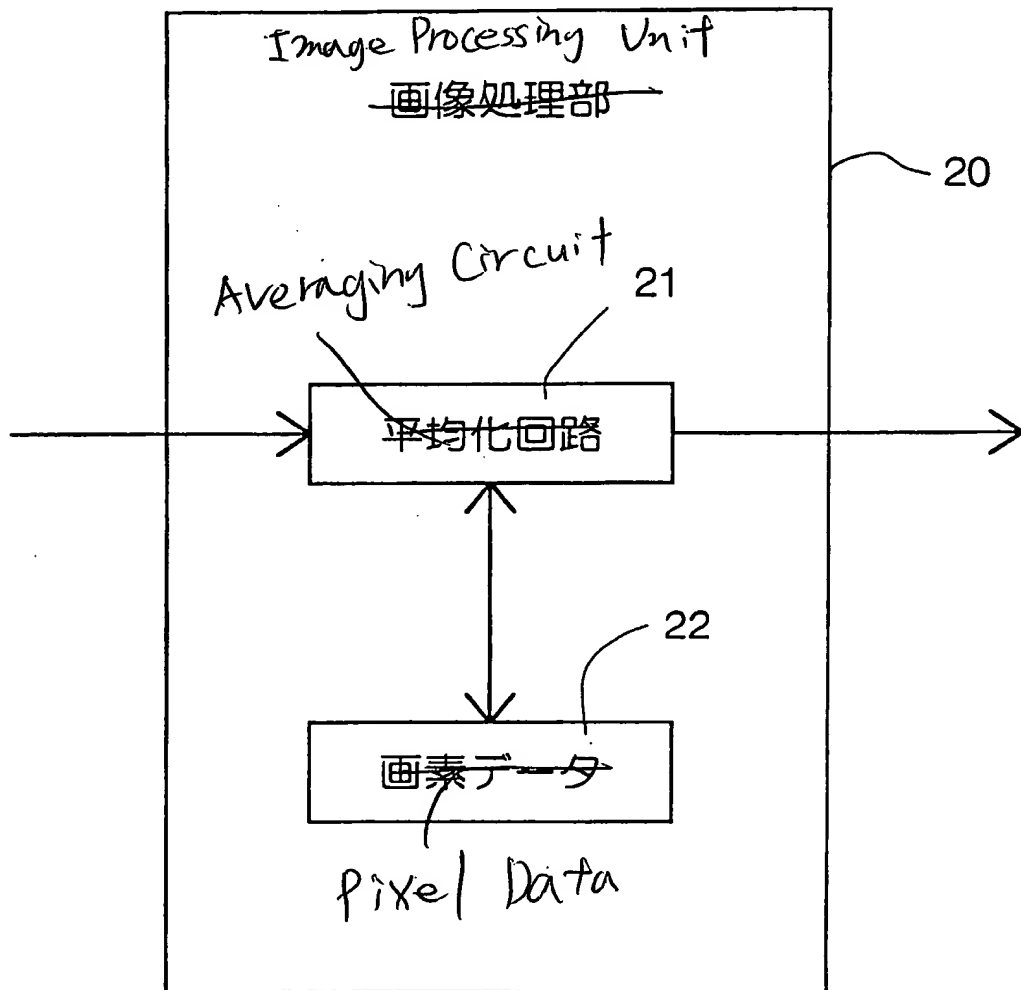 Image Processing Unit
画像処理部
20
Averaging Circuit
21
平均化回路
22
画素データ
Pixel Data